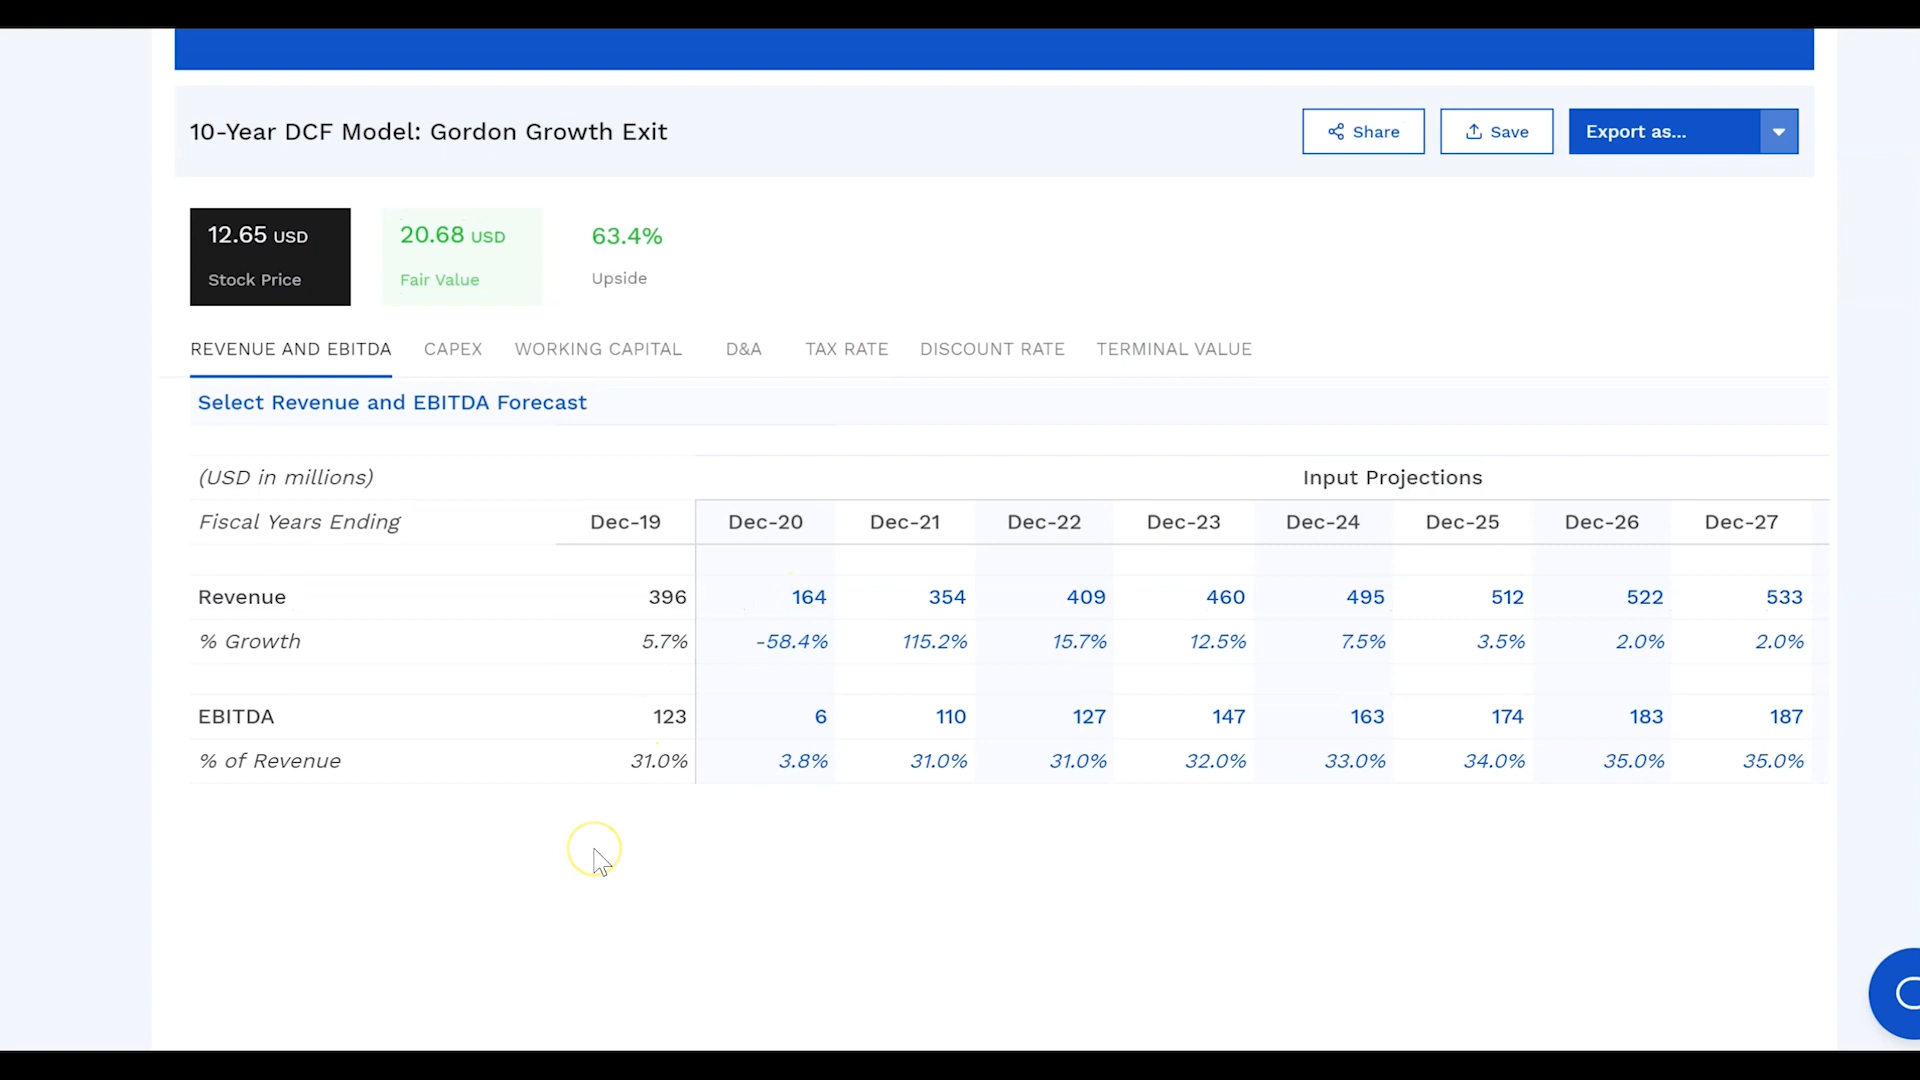 10-Year DCF Model: Gordon Growth Exit
Share
Save
Export as...
12.65 USD
Stock Price
20.68 USD
Fair Value
63.4%
Upside
REVENUE AND EBITDA CAPEX WORKING CAPITAL D&A TAX RATE DISCOUNT RATE TERMINAL VALUE
Select Revenue and EBITDA Forecast
(USD in millions) Input Projections
Fiscal Years Ending Dec-19 Dec-20 Dec-21 Dec-22 Dec-23 Dec-24 Dec-25 Dec-26 Dec-27
Revenue 396 164 354 409 460 495 512 522 533
% Growth 5.7% -58.4% 115.2% 15.7% 12.5% 7.5% 3.5% 2.0% 2.0%
EBITDA 123 6 110 127 147 163 174 183 187
% of Revenue 31.0% 3.8% 31.0% 31.0% 32.0% 33.0% 34.0% 35.0% 35.0%